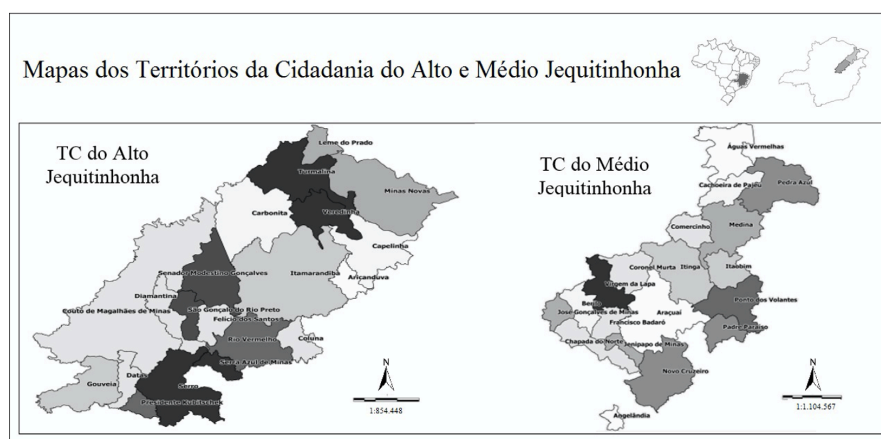 Mapas dos Territórios da Cidadania do Alto e Médio Jequitinhonha
TC do Alto
Jequitinhonha
Leme do Prado
Turmalina
Minas Novas
Veredinha
Carbonita
Capelinha
Senador Modestino Gonçalves
Itamarandiba
Aricanduva
Diamantina
Couto de Magalhães de Minas
São Gonçalo do Rio Preto
Felício dos Santos
Rio Vermelho
Coluna
Serra Azul de Minas
Datas
Gouveia
Serro
Presidente Kubitschek
N
1:854.448
TC do Médio
Jequitinhonha
Águas Vermelhas
Cachoeira de Pajeú
Pedra Azul
Comercinho
Medina
Coronel Murta
Itinga
Itaobim
Virgem da Lapa
Berilo
Ponto dos Volantes
José Gonçalves de Minas
Araçuaí
Francisco Badaró
Padre Paraíso
Chapada do Norte
Jenipapo de Minas
Novo Cruzeiro
Angelândia
N
1:1.104.567